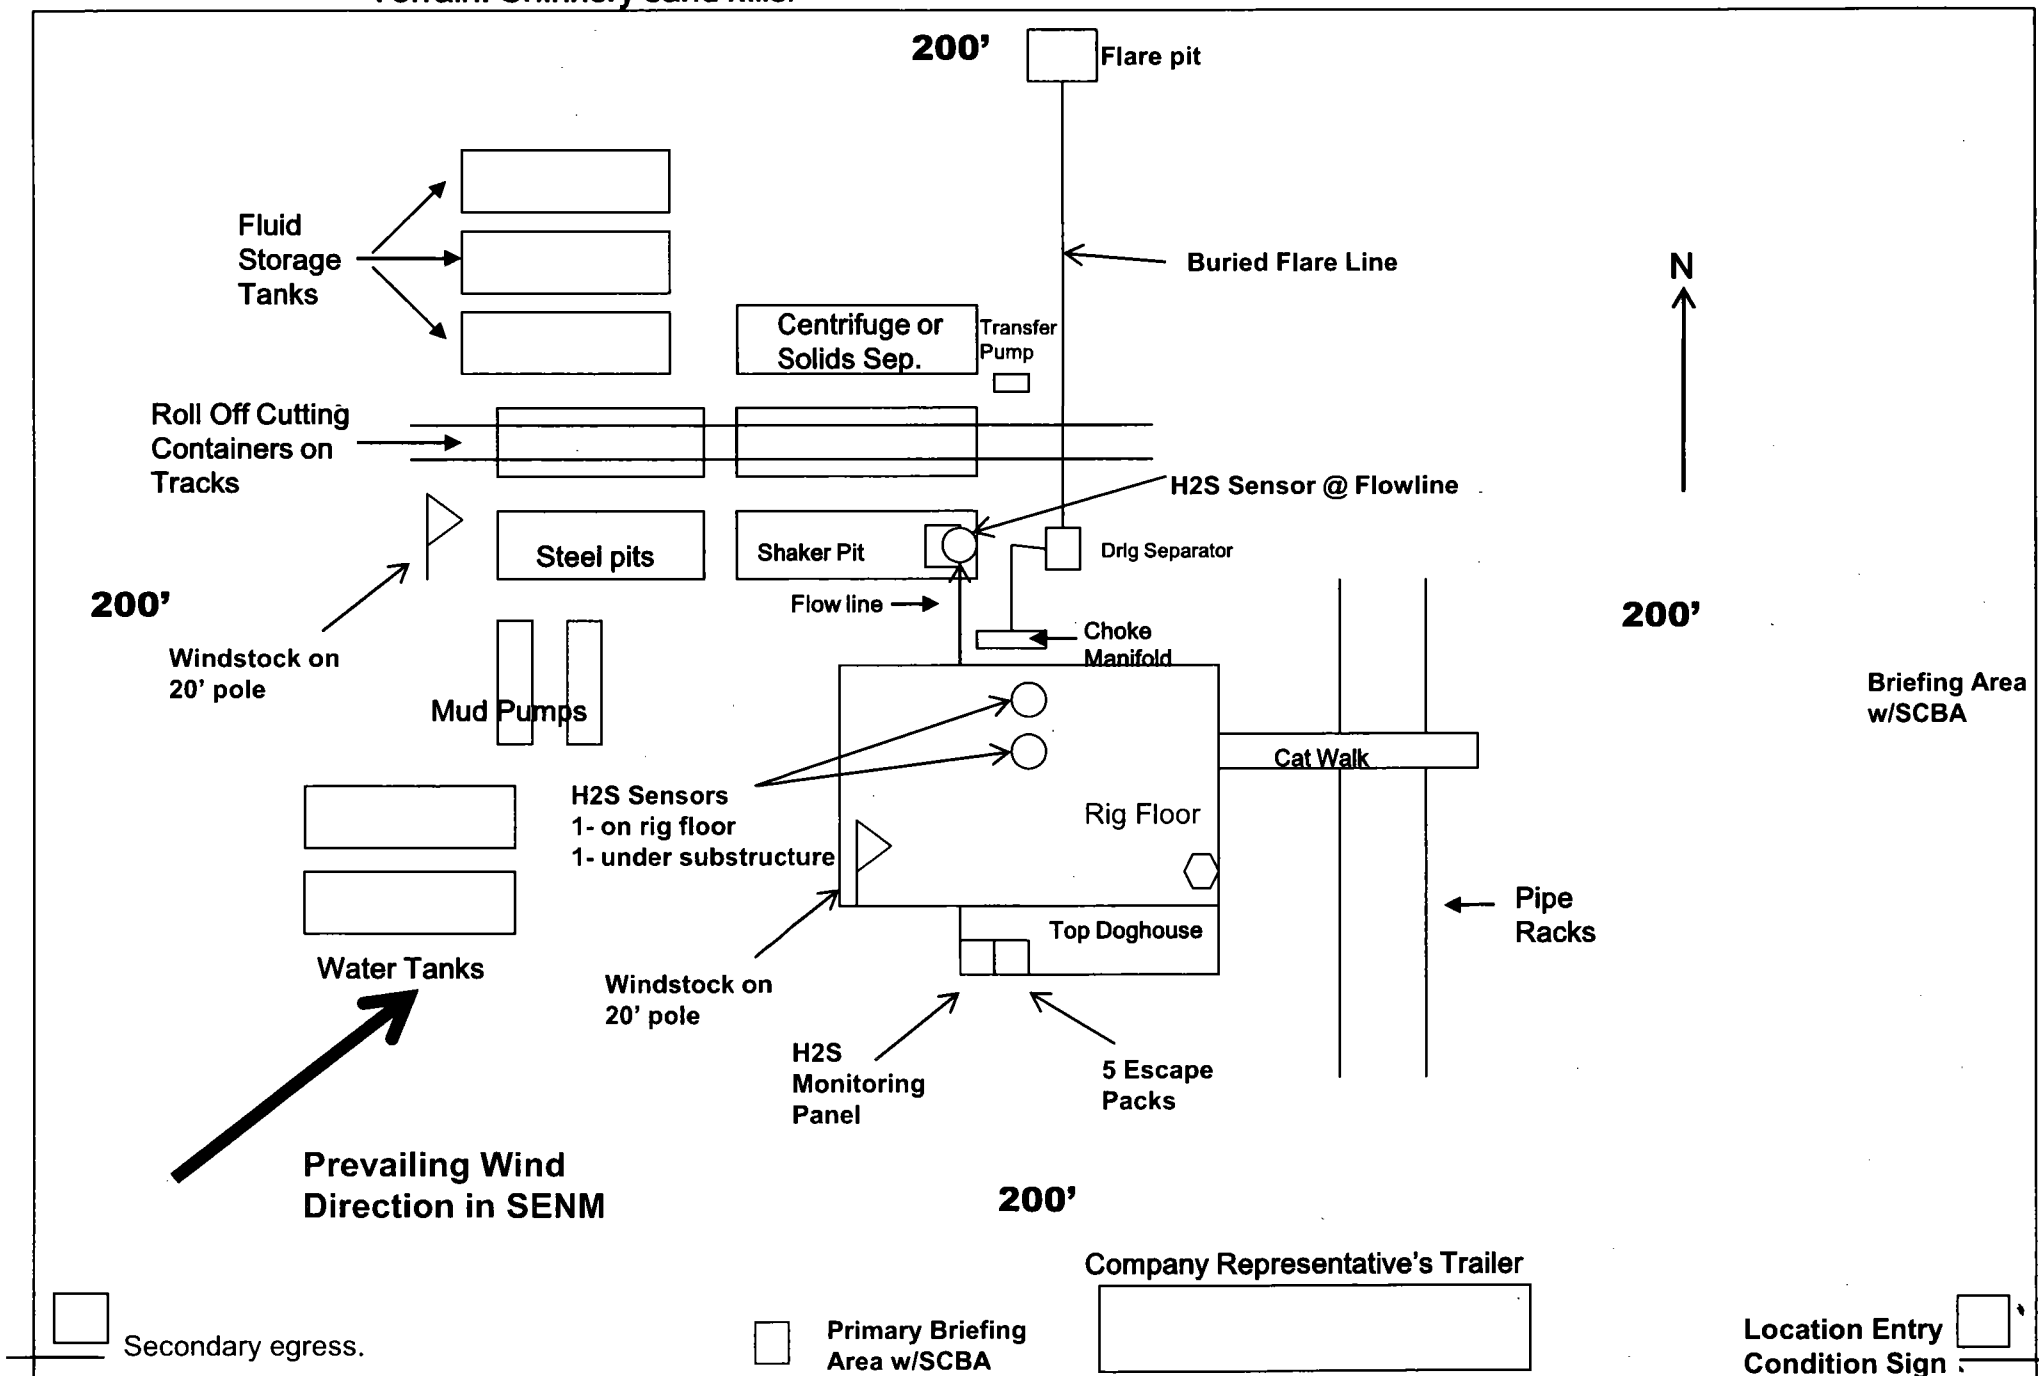 Terrain: Shinnery sand hills.
200’
Flare pit
Fluid
Storage
Tanks
Buried Flare Line
N
Centrifuge or
Solids Sep.
Transfer
Pump
Roll Off Cutting
Containers on
Tracks
H2S Sensor @ Flowline
Steel pits
Shaker Pit
Drlg Separator
200’
Flow line
200’
Choke
Manifold
Windstock on
20’ pole
Mud Pumps
Briefing Area
w/SCBA
Cat Walk
H2S Sensors
1- on rig floor
1- under substructure
Rig Floor
Pipe
Racks
Top Doghouse
Water Tanks
Windstock on
20’ pole
H2S
Monitoring
Panel
5 Escape
Packs
Prevailing Wind
Direction in SENM
200’
Company Representative’s Trailer
Secondary egress.
Primary Briefing
Area w/SCBA
Location Entry
Condition Sign